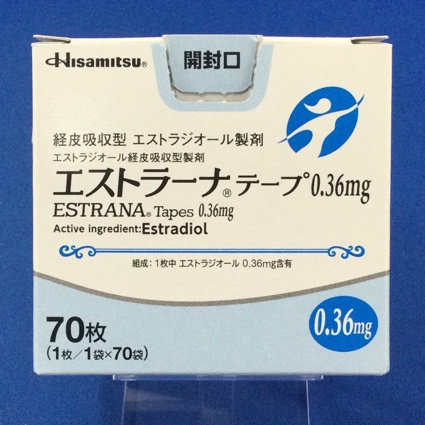 Hisamitsu®
開封口
経皮吸収型 エストラジオール製剤
エストラジオール経皮吸収型製剤
エストラーナ®テープ0.36mg
ESTRANA® Tapes 0.36mg
Active ingredient:Estradiol
組成:1枚中 エストラジオール 0.36mg含有
70枚
(1枚/1袋×70袋)
0.36mg